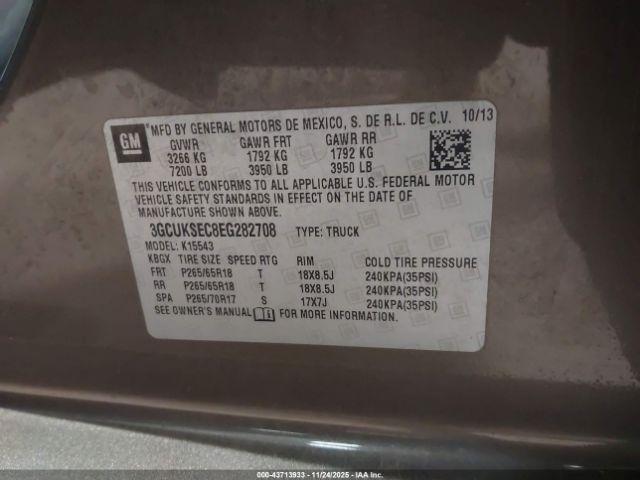 GM
MFD BY GENERAL MOTORS DE MEXICO, S. DE R.L. DE C.V. 10/13
GVWR GAWR FRT GAWR RR
3266 KG 1792 KG 1792 KG
7200 LB 3950 LB 3950 LB
THIS VEHICLE CONFORMS TO ALL APPLICABLE U.S. FEDERAL MOTOR
VEHICLE SAFETY STANDARDS IN EFFECT ON THE DATE OF
MANUFACTURE SHOWN ABOVE.
3GCUKSEC8EG282708 TYPE: TRUCK
MODEL: K15543
KBGX TIRE SIZE SPEED RTG RIM COLD TIRE PRESSURE
FRT P265/65R18 T 18X8.5J 240KPA(35PSI)
RR P265/65R18 T 18X8.5J 240KPA(35PSI)
SPA P265/70R17 S 17X7J 240KPA(35PSI)
SEE OWNER'S MANUAL FOR MORE INFORMATION.
000-43713933 - 11/24/2025 - IAAI.COM